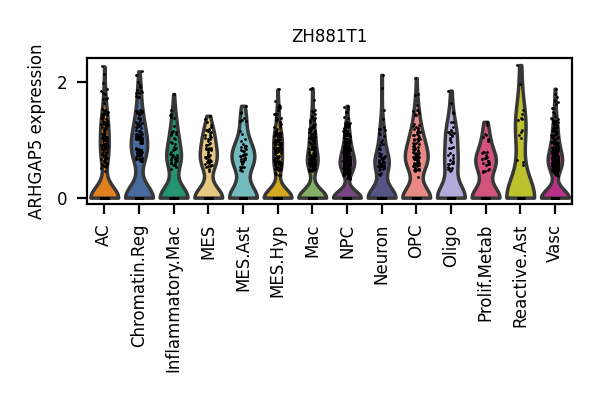 ZH881T1
ARHGAP5 expression
2
0
AC
Chromatin.Reg
Inflammatory.Mac
MES
MES.Ast
MES.Hyp
Mac
NPC
Neuron
OPC
Oligo
Prolif.Metab
Reactive.Ast
Vasc